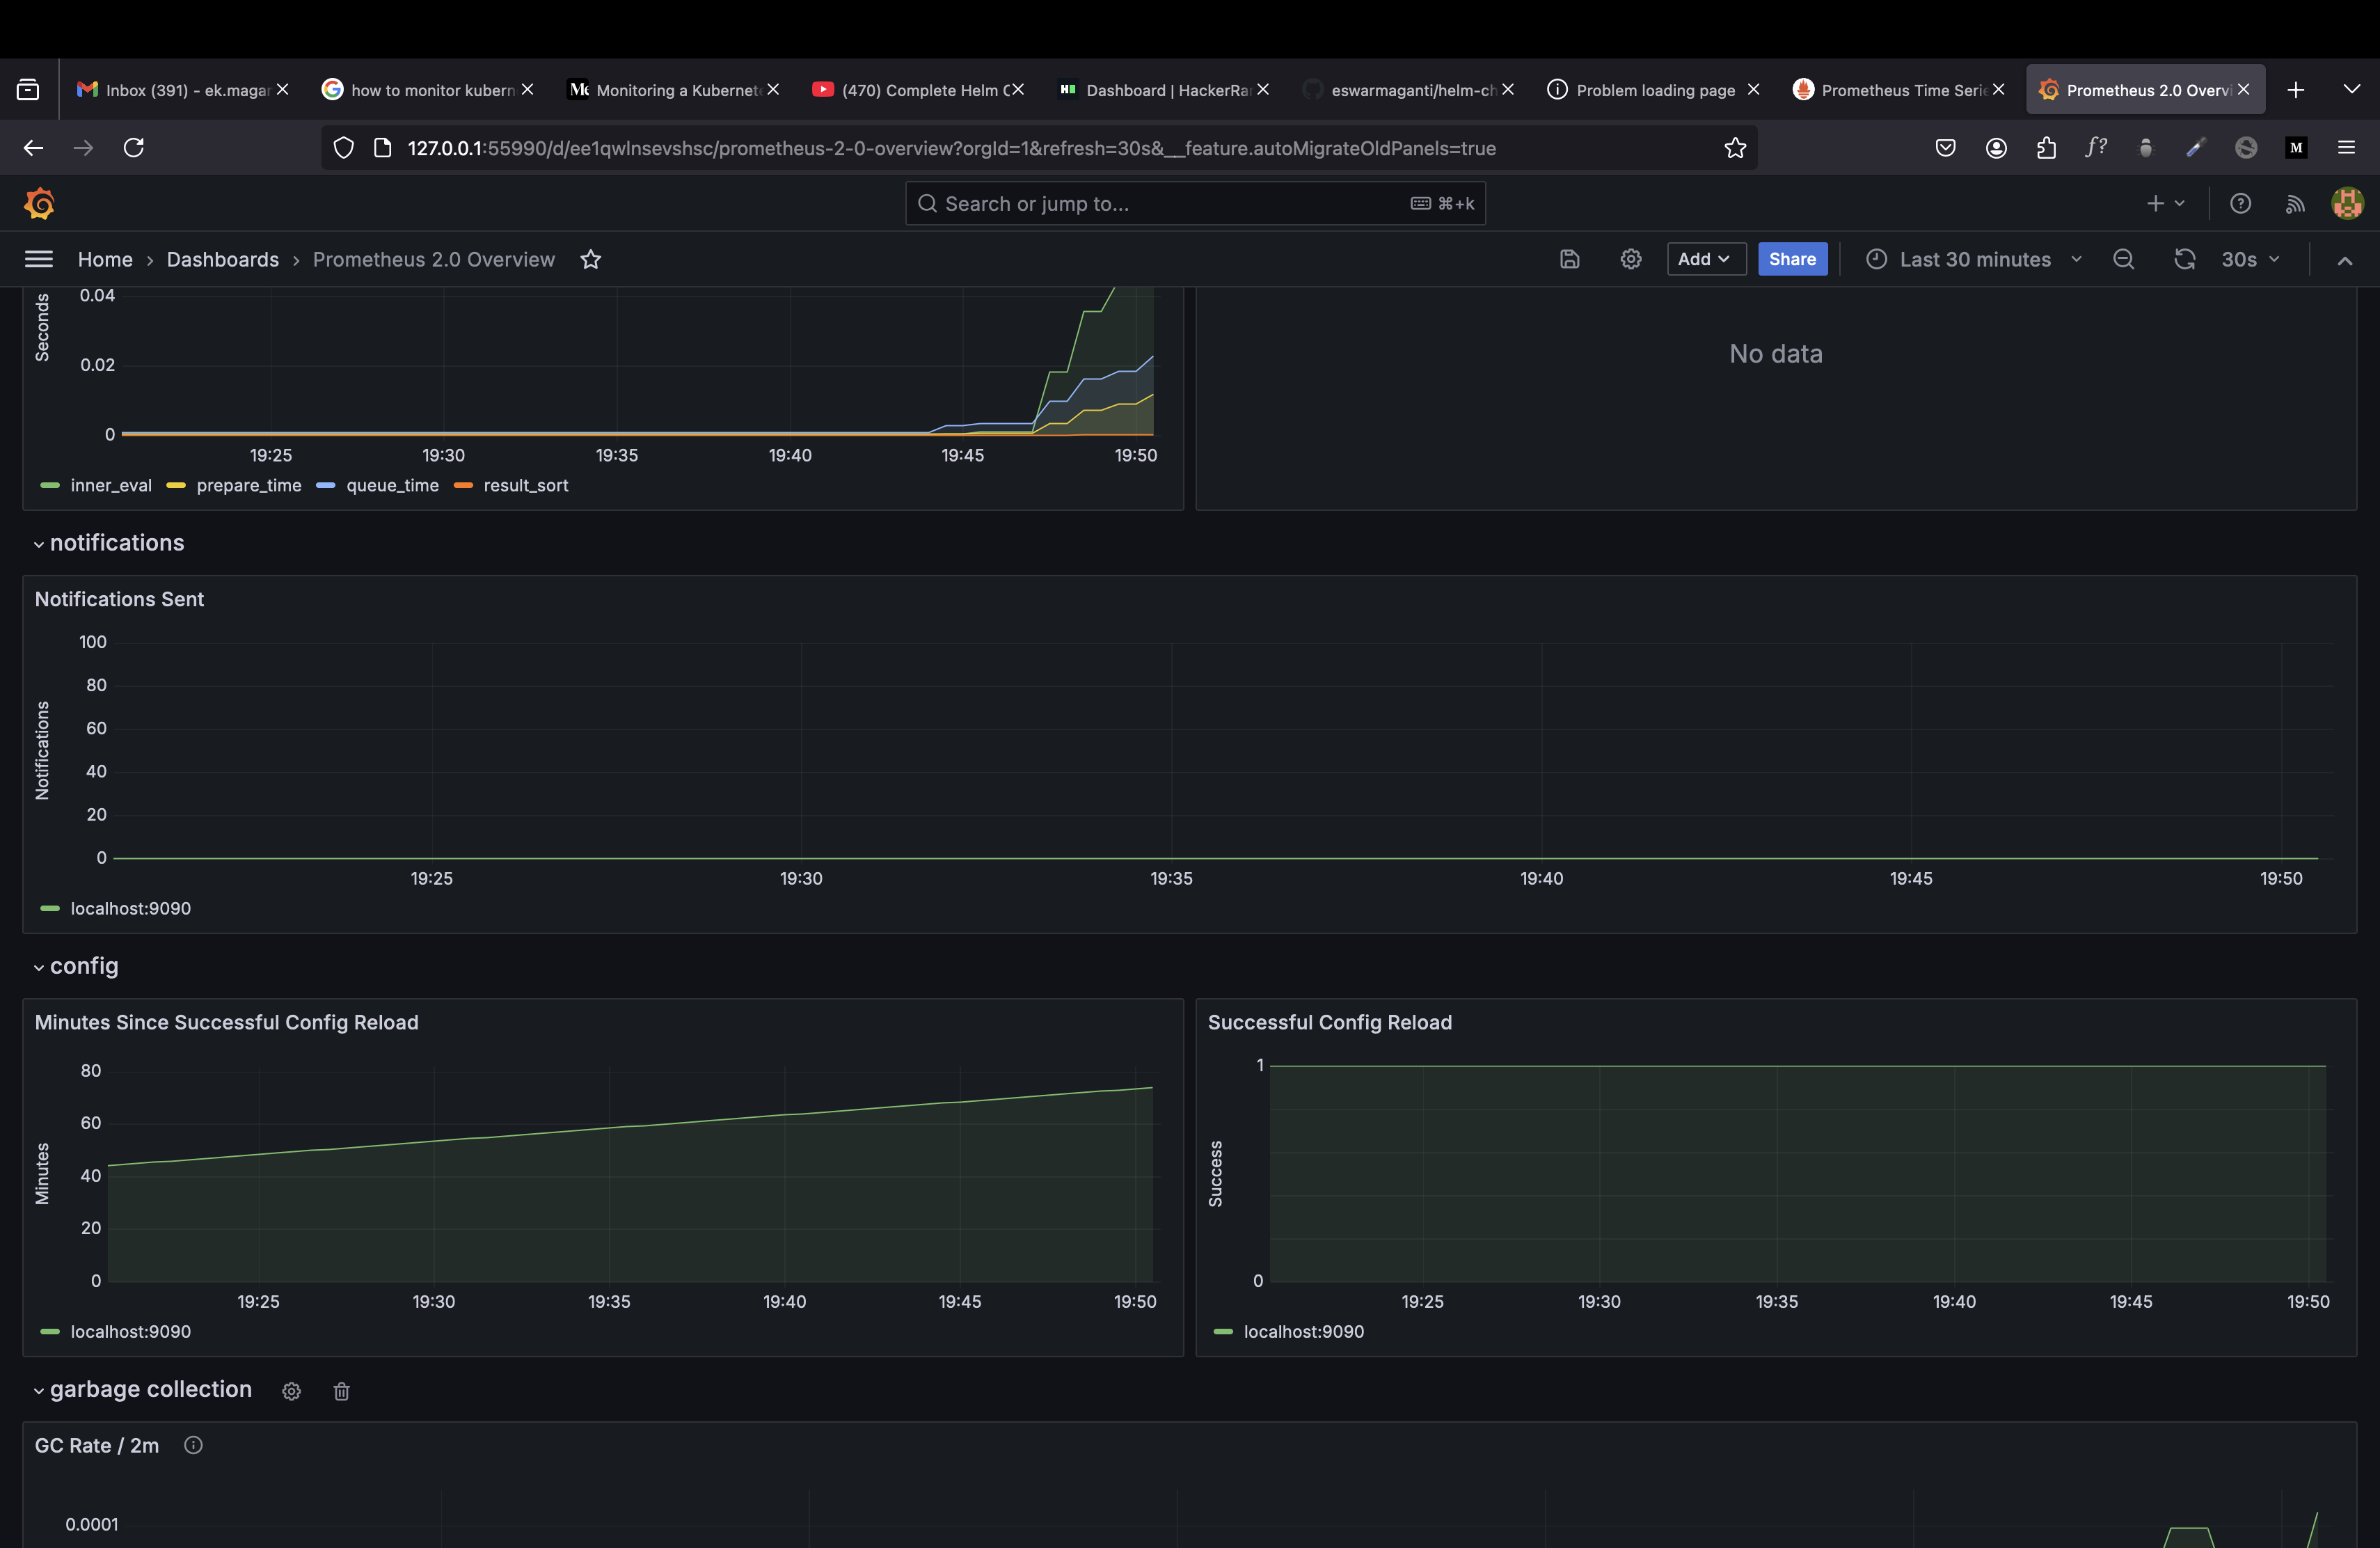 Inbox (391) - ek.magar
how to monitor kubern
Monitoring a Kubernete
(470) Complete Helm C
Dashboard | HackerRar
eswarmaganti/helm-ch
Problem loading page
Prometheus Time Serie
Prometheus 2.0 Overvi
127.0.0.1:55990/d/ee1qwlnsevshsc/prometheus-2-0-overview?orgId=1&refresh=30s&__feature.autoMigrateOldPanels=true
Search or jump to...
⌘+k
Home › Dashboards › Prometheus 2.0 Overview
Add
Share
Last 30 minutes
30s
Seconds
0.04
0.02
0
19:25 19:30 19:35 19:40 19:45 19:50
inner_eval prepare_time queue_time result_sort
No data
notifications
Notifications Sent
Notifications
100
80
60
40
20
0
19:25 19:30 19:35 19:40 19:45 19:50
localhost:9090
config
Minutes Since Successful Config Reload
Minutes
80
60
40
20
0
19:25 19:30 19:35 19:40 19:45 19:50
localhost:9090
Successful Config Reload
Success
1
0
19:25 19:30 19:35 19:40 19:45 19:50
localhost:9090
garbage collection
GC Rate / 2m
0.0001